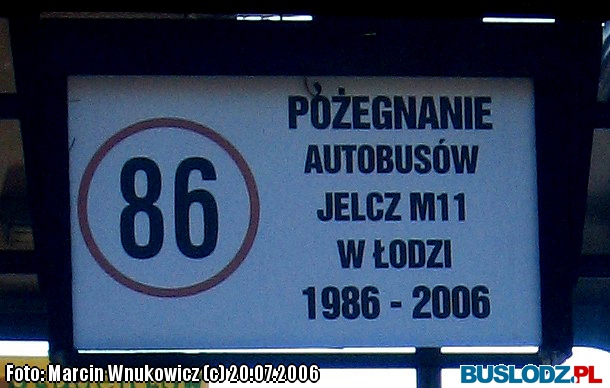 86
POŻEGNANIE
AUTOBUSÓW
JELCZ M11
W ŁODZI
1986 - 2006
Foto: Marcin Wnukowicz (c) 20.07.2006
BUSLODZ.PL